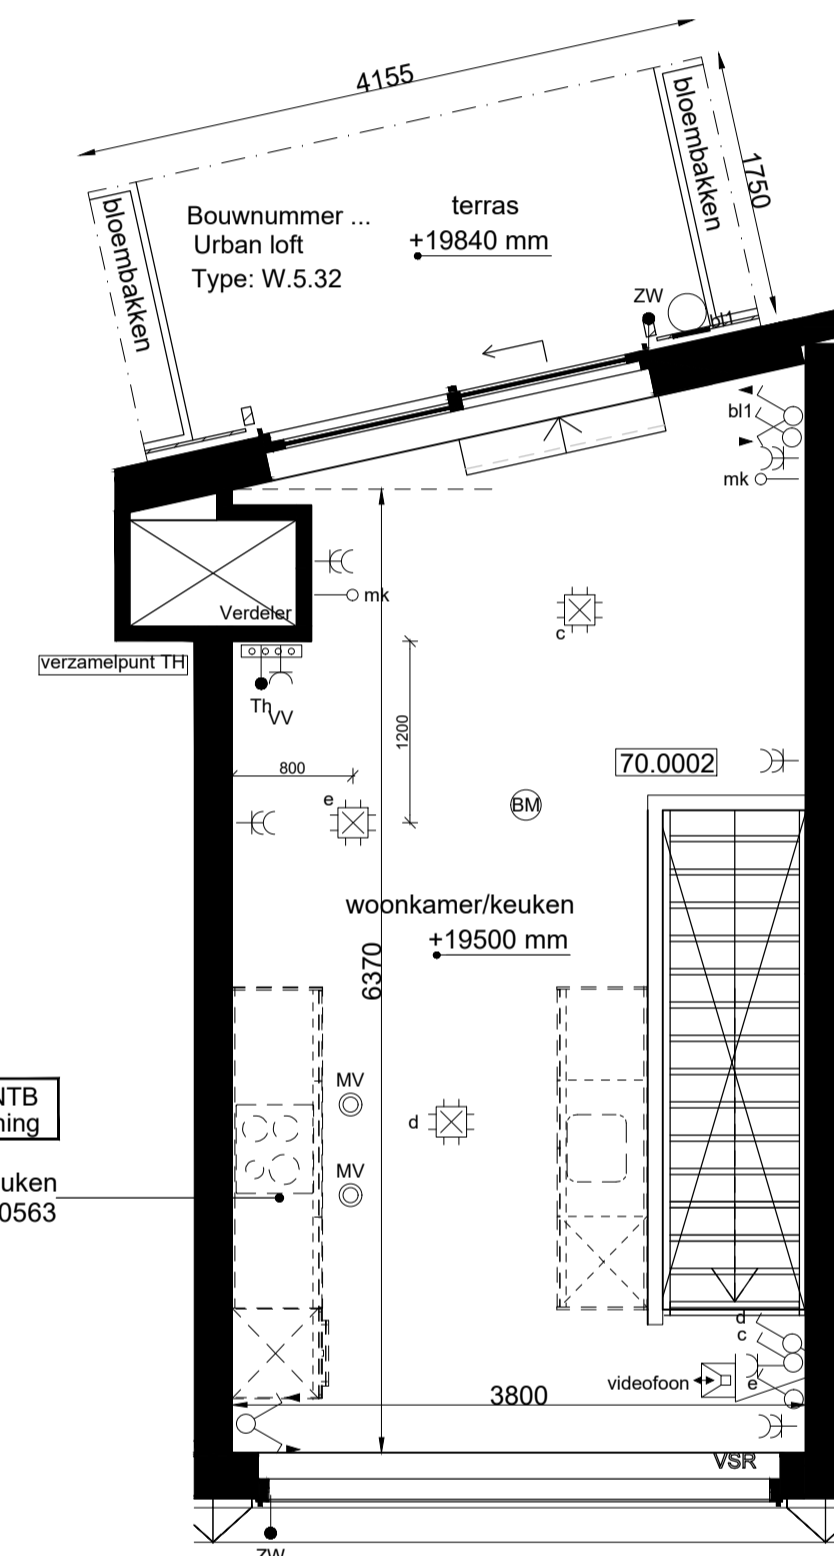 4155
bloembakken
1750
bloembakken
Bouwnummer ...
Urban loft
Type: W.5.32
terras
+19840 mm
ZW
bl1
bl1
mk
mk
Verdeler
verzamelpunt TH
Th
VV
c
1200
800
70.0002
e
BM
woonkamer/keuken
+19500 mm
6370
NTB
ning
MV
d
MV
uken
0563
d
c
videofoon
e
3800
VSR
ZW